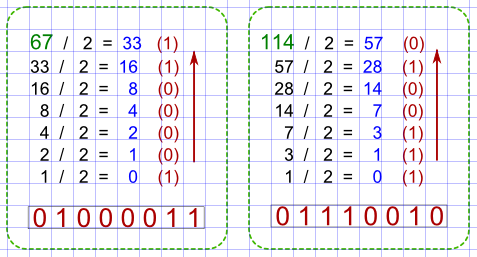 67 / 2 = 33 (1)
33 / 2 = 16 (1)
16 / 2 = 8 (0)
8 / 2 = 4 (0)
4 / 2 = 2 (0)
2 / 2 = 1 (0)
1 / 2 = 0 (1)
01000011
114 / 2 = 57 (0)
57 / 2 = 28 (1)
28 / 2 = 14 (0)
14 / 2 = 7 (0)
7 / 2 = 3 (1)
3 / 2 = 1 (1)
1 / 2 = 0 (1)
01110010